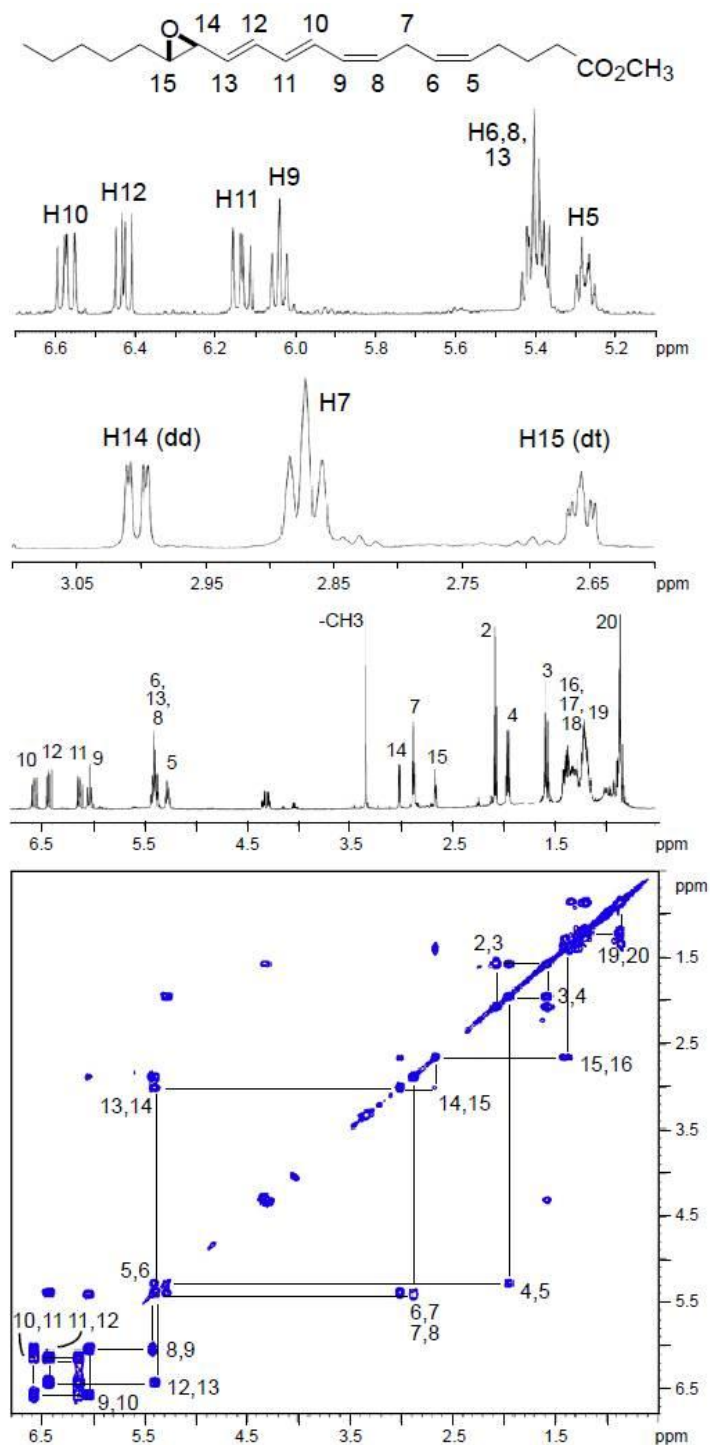 O 14 12 10 7
15 13 11 9 8 6 5 CO₂CH₃
H10 H12 H11 H9 H6,8,
13 H5
6.6 6.4 6.2 6.0 5.8 5.6 5.4 5.2 ppm
H14 (dd) H7 H15 (dt)
3.05 2.95 2.85 2.75 2.65 ppm
-CH3 2 20
10 12 11 9 6,
13,
8 5 14 7 15 4 3 16,
17,
18 19
6.5 5.5 4.5 3.5 2.5 1.5 ppm
ppm
2,3 19,20 1.5
3,4
15,16 2.5
13,14 14,15
3.5
4.5
5,6 4,5
6,7 5.5
7,8
10,11 11,12 8,9
12,13
9,10 6.5
6.5 5.5 4.5 3.5 2.5 1.5 ppm